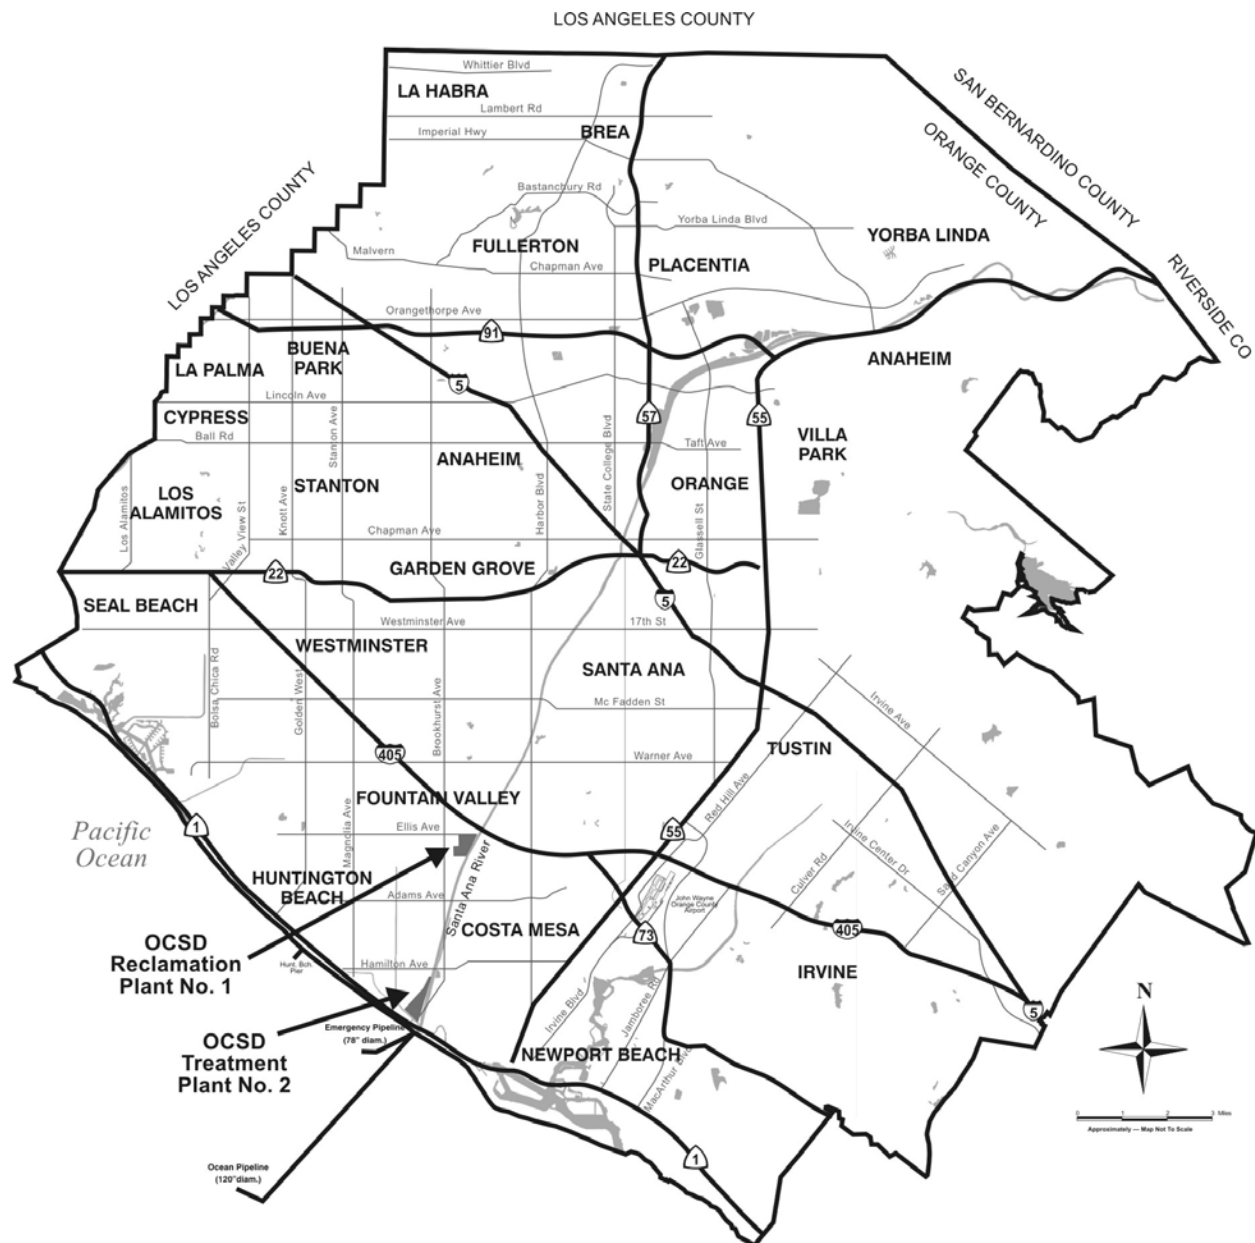 LOS ANGELES COUNTY
Whittier Blvd
LA HABRA
Lambert Rd
BREA
Imperial Hwy
SAN BERNARDINO COUNTY
ORANGE COUNTY
LOS ANGELES COUNTY
Bastanchury Rd
Yorba Linda Blvd
YORBA LINDA
Malvern
FULLERTON
Chapman Ave
PLACENTIA
RIVERSIDE CO
Orangethorpe Ave
91
BUENA
PARK
LA PALMA
ANAHEIM
5
Lincoln Ave
CYPRESS
57
55
Ball Rd
Stanton Ave
State College Blvd
Taft Ave
VILLA
PARK
ANAHEIM
STANTON
ORANGE
LOS
ALAMITOS
Los Alamitos
Valley View St
Knott Ave
Harbor Blvd
Glassell St
Chapman Ave
22
GARDEN GROVE
22
SEAL BEACH
5
Westminster Ave
17th St
WESTMINSTER
SANTA ANA
Bolsa Chica Rd
Golden West
Brookhurst Ave
Mc Fadden St
Irvine Ave
405
Warner Ave
TUSTIN
FOUNTAIN VALLEY
Red Hill Ave
Pacific
Ocean
1
Magnolia Ave
Ellis Ave
55
Irvine Center Dr
Sand Canyon Ave
Culver Rd
HUNTINGTON
BEACH
Adams Ave
Santa Ana River
John Wayne
Orange County
Airport
COSTA MESA
73
405
OCSD
Reclamation
Plant No. 1
Hunt. Bch.
Pier
Hamilton Ave
IRVINE
Irvine Blvd
Jamboree Rd
5
N
OCSD
Treatment
Plant No. 2
Emergency Pipeline
(78" diam.)
NEWPORT BEACH
MacArthur Blvd
0 1 2 3 Miles
Approximately — Map Not To Scale
1
Ocean Pipeline
(120"diam.)